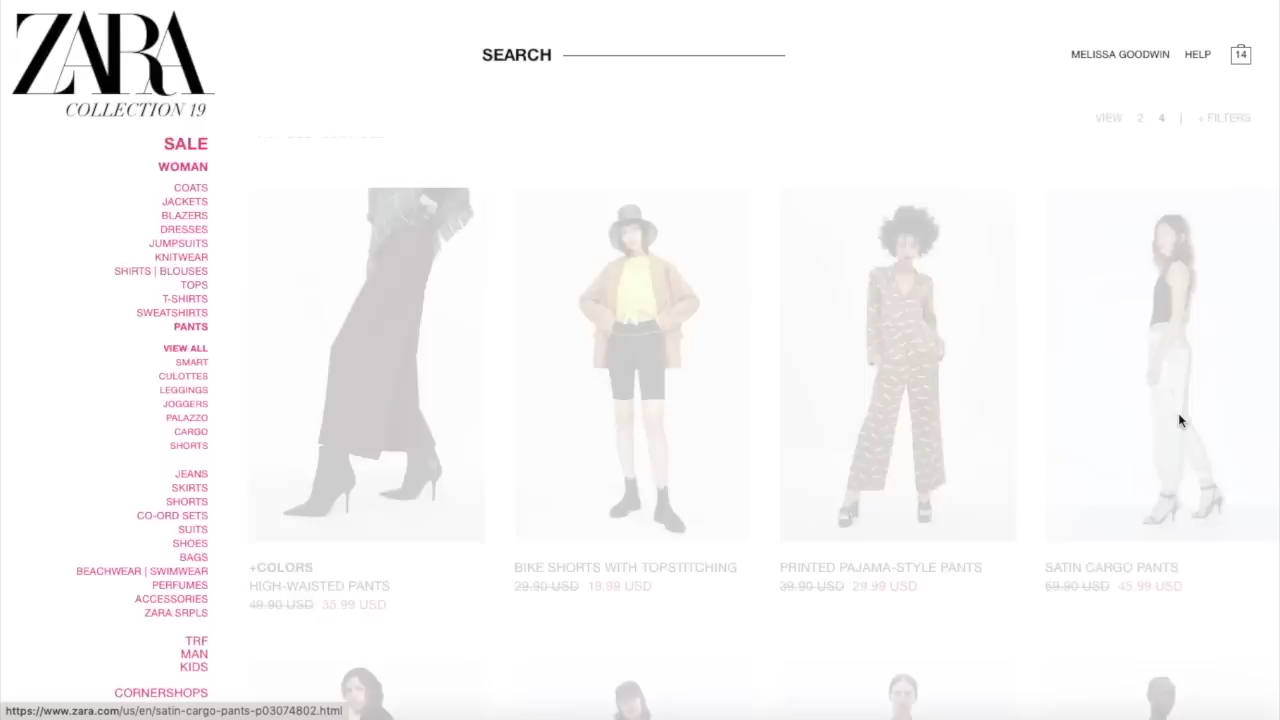 ZARA
COLLECTION 19
SEARCH
MELISSA GOODWIN HELP 14
VIEW 2 4 | + FILTERS
SALE
WOMAN
COATS
JACKETS
BLAZERS
DRESSES
JUMPSUITS
KNITWEAR
SHIRTS | BLOUSES
TOPS
T-SHIRTS
SWEATSHIRTS
PANTS
VIEW ALL
SMART
CULOTTES
LEGGINGS
JOGGERS
PALAZZO
CARGO
SHORTS
JEANS
SKIRTS
SHORTS
CO-ORD SETS
SUITS
SHOES
BAGS
BEACHWEAR | SWIMWEAR
PERFUMES
ACCESSORIES
ZARA SRPLS
TRF
MAN
KIDS
CORNERSHOPS
+COLORS
HIGH-WAISTED PANTS
49.90 USD 35.99 USD
BIKE SHORTS WITH TOPSTITCHING
29.90 USD 19.99 USD
PRINTED PAJAMA-STYLE PANTS
39.90 USD 29.99 USD
SATIN CARGO PANTS
69.90 USD 45.99 USD
https://www.zara.com/us/en/satin-cargo-pants-p03074802.html